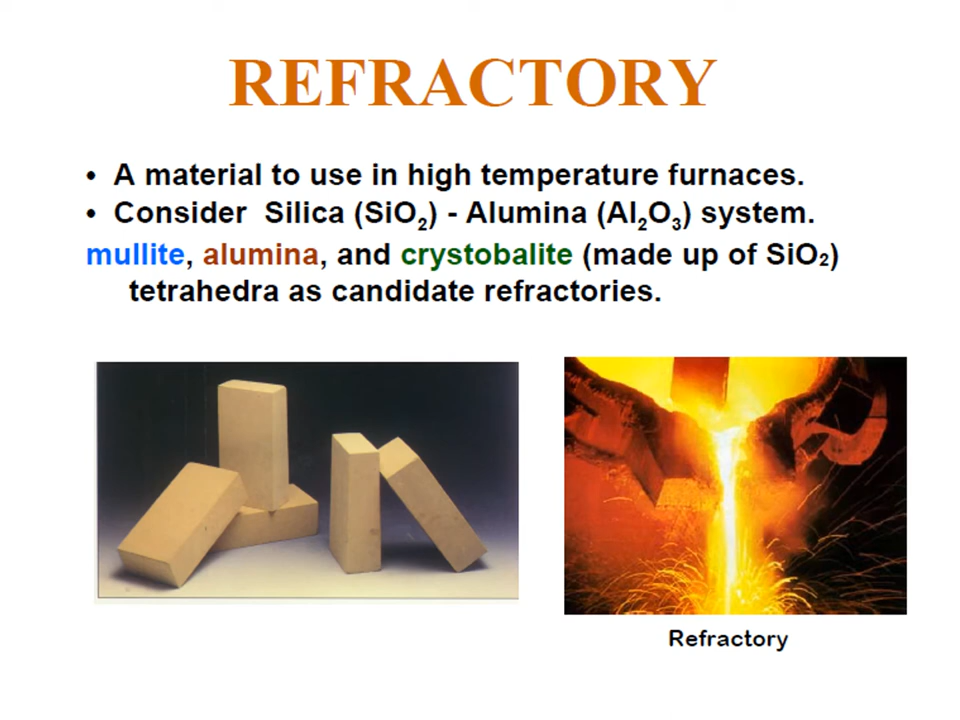 REFRACTORY
• A material to use in high temperature furnaces.
• Consider Silica (SiO₂) - Alumina (Al₂O₃) system.
mullite, alumina, and crystobalite (made up of SiO₂)
tetrahedra as candidate refractories.
Refractory